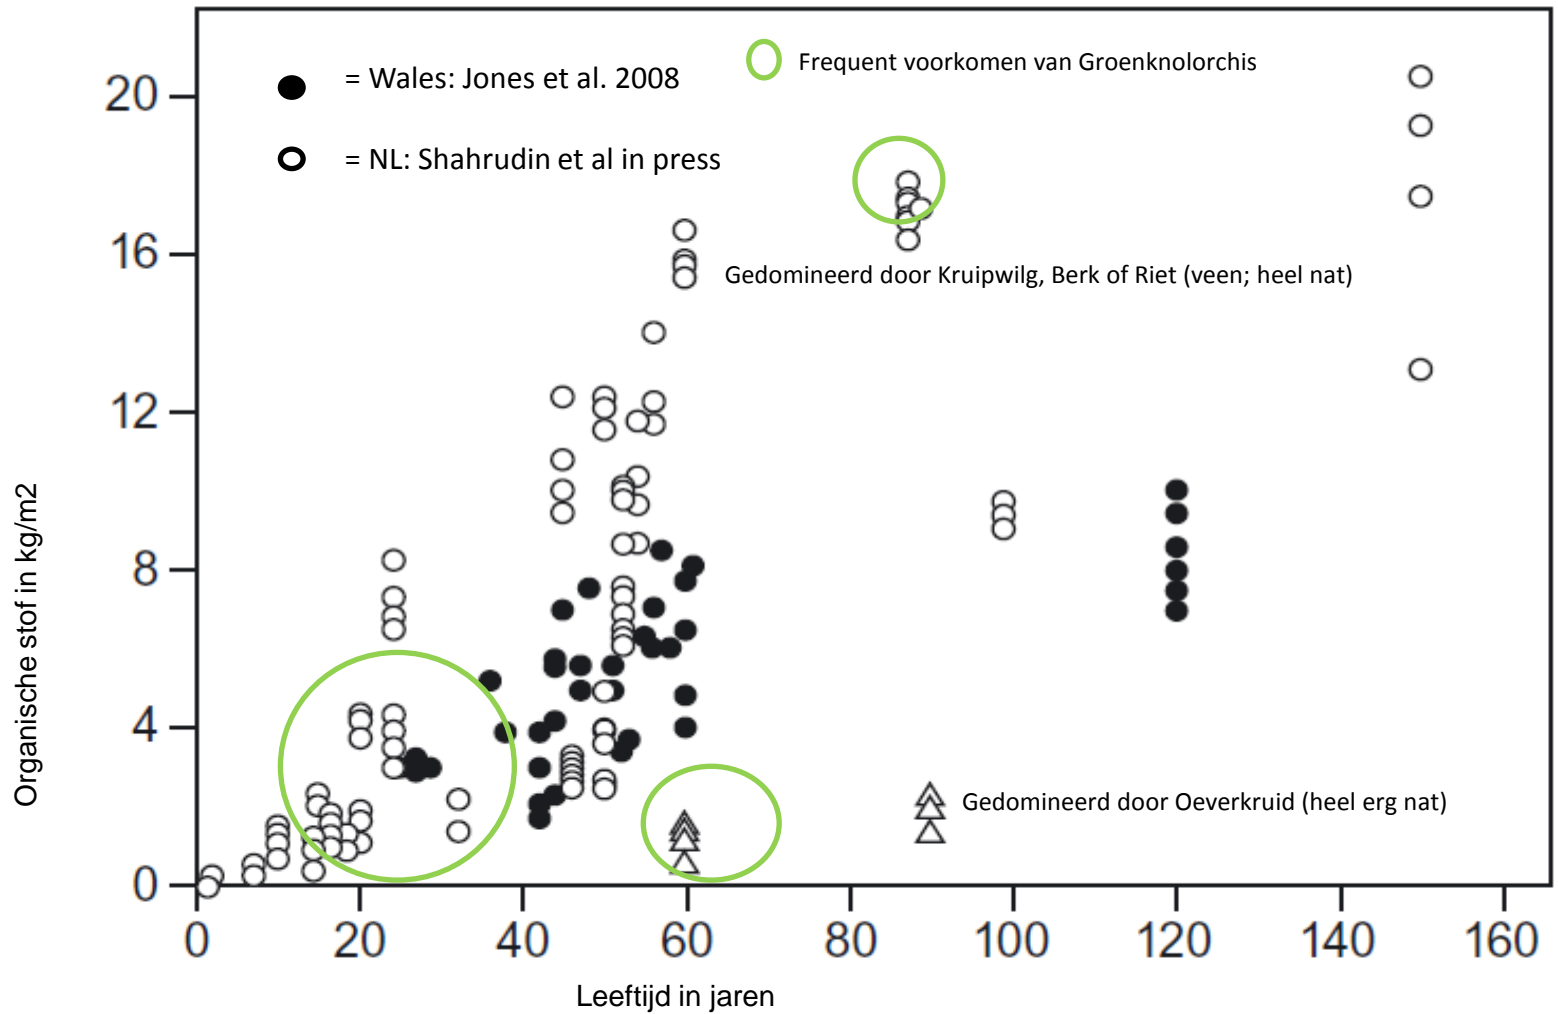 = Wales: Jones et al. 2008
Frequent voorkomen van Groenknolorchis
= NL: Shahrudin et al in press
Gedomineerd door Kruipwilg, Berk of Riet (veen; heel nat)
Gedomineerd door Oeverkruid (heel erg nat)
Organische stof in kg/m2
20
16
12
8
4
0
0 20 40 60 80 100 120 140 160
Leeftijd in jaren